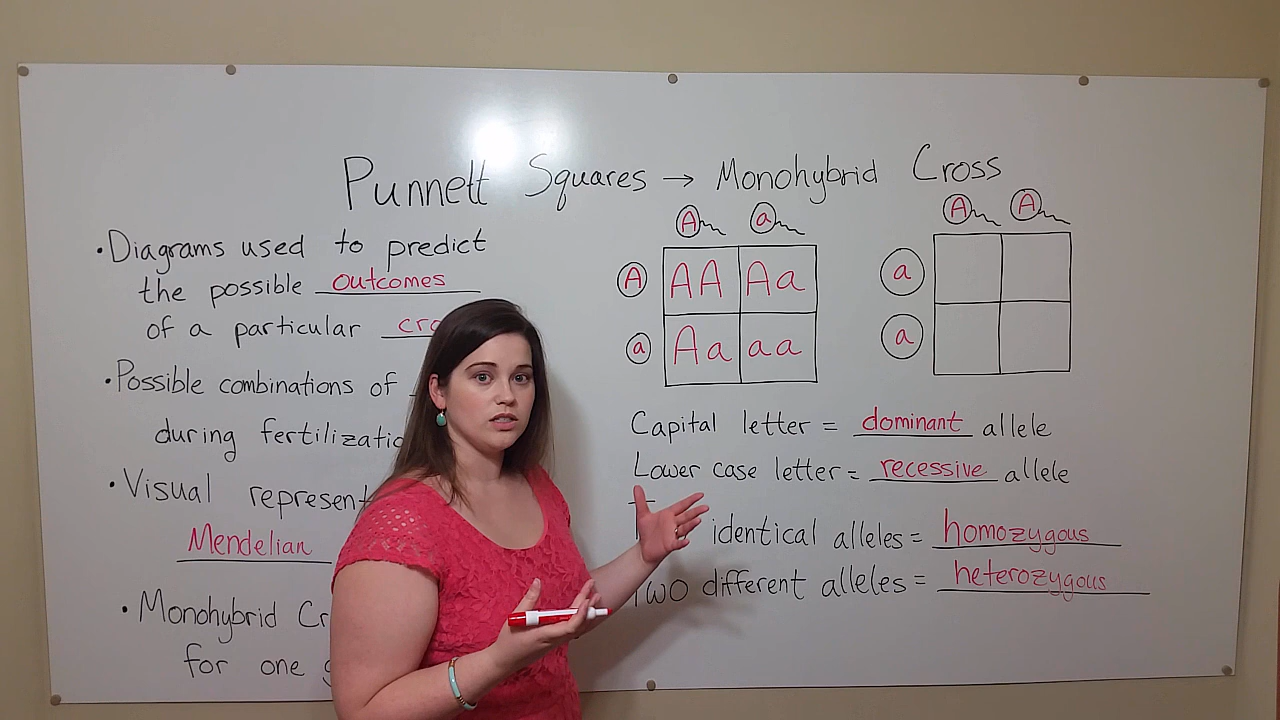 Punnett Squares → Monohybrid Cross
• Diagrams used to predict
the possible outcomes
of a particular
• Possible combinations of
during
• Visual
Mendelian
• Monohybrid
for one
A a
A AA Aa
a Aa aa
A A
a
a
Capital letter = dominant allele
Lower case letter = recessive allele
identical alleles = homozygous
Two different alleles = heterozygous